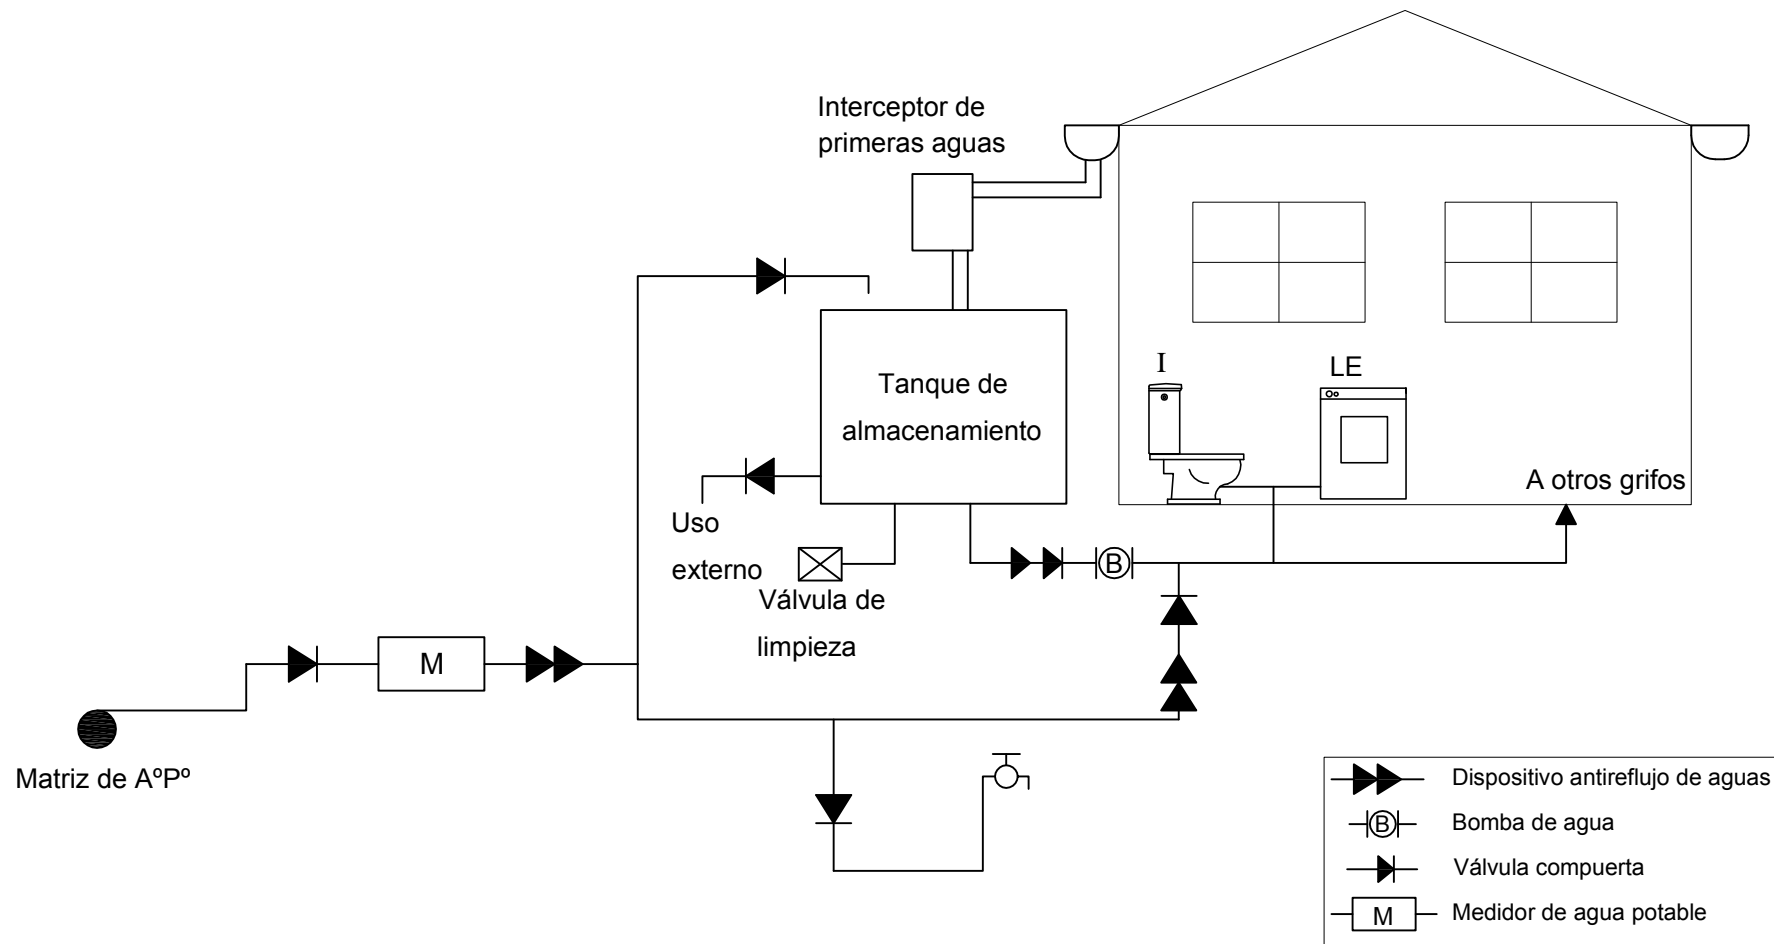 Interceptor de
primeras aguas
I
LE
Tanque de
almacenamiento
A otros grifos
Uso
externo
B
Válvula de
limpieza
M
Matriz de AºPº
Dispositivo antireflujo de aguas
B
Bomba de agua
Válvula compuerta
M
Medidor de agua potable